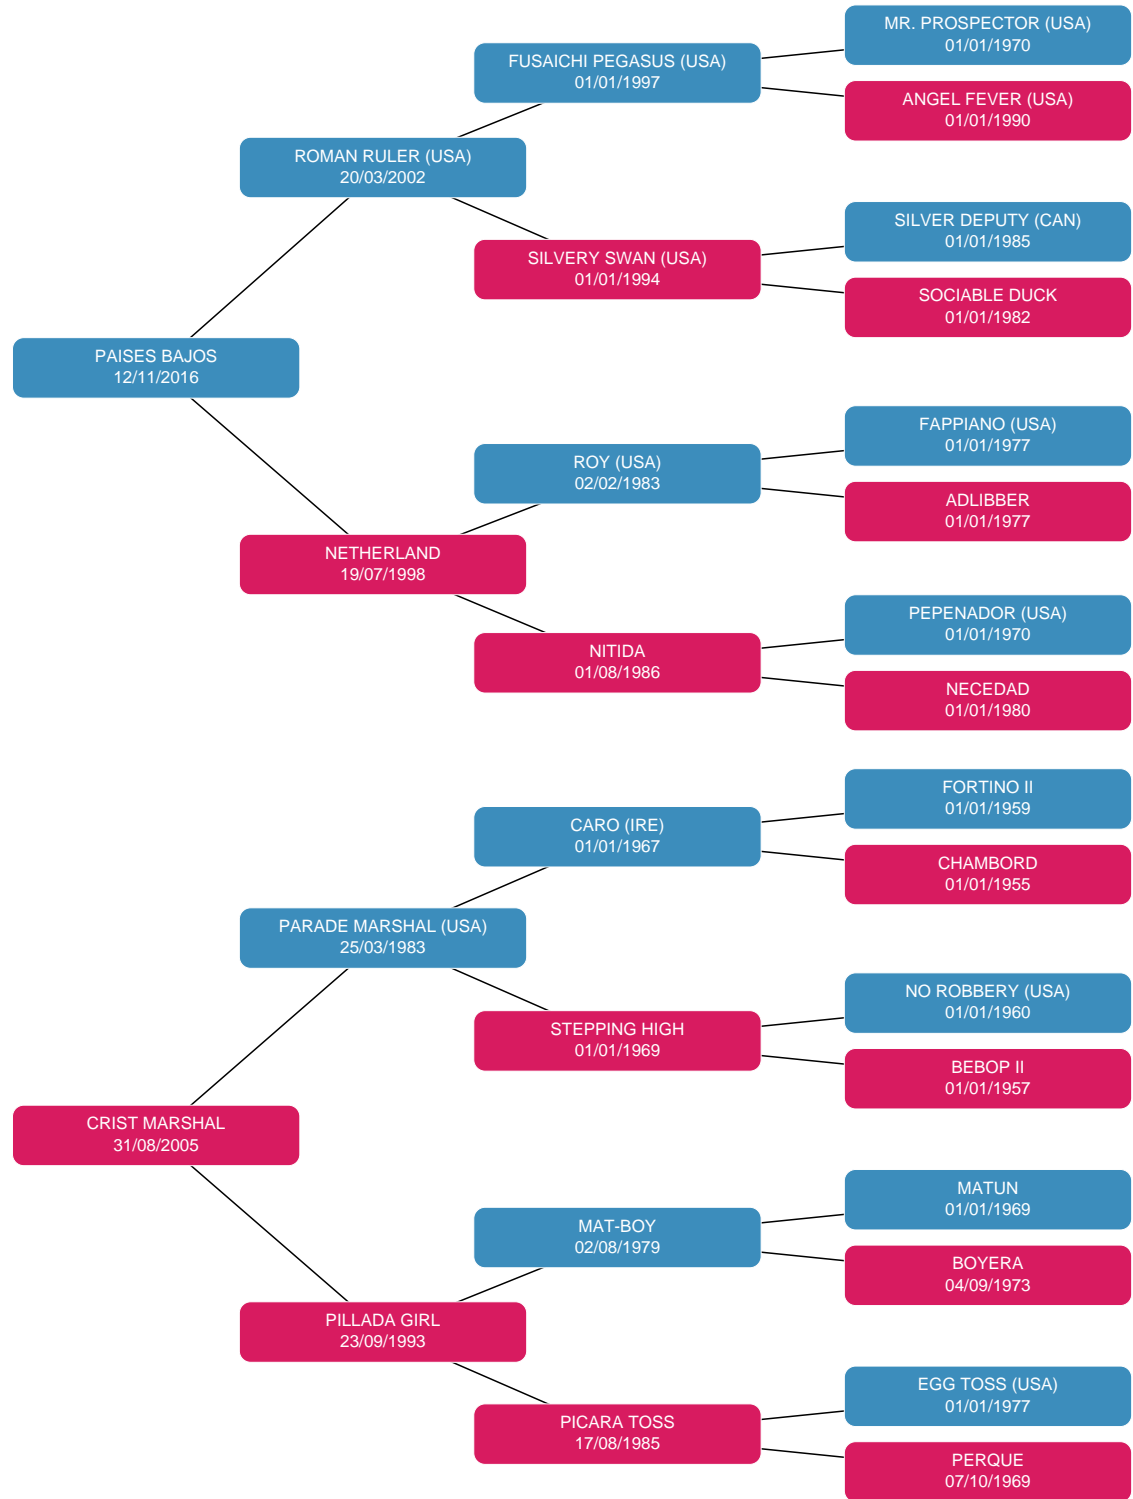 MR. PROSPECTOR (USA)
01/01/1970
FUSAICHI PEGASUS (USA)
01/01/1997
ANGEL FEVER (USA)
01/01/1990
ROMAN RULER (USA)
20/03/2002
SILVER DEPUTY (CAN)
01/01/1985
SILVERY SWAN (USA)
01/01/1994
SOCIABLE DUCK
01/01/1982
PAISES BAJOS
12/11/2016
FAPPIANO (USA)
01/01/1977
ROY (USA)
02/02/1983
ADLIBBER
01/01/1977
NETHERLAND
19/07/1998
PEPENADOR (USA)
01/01/1970
NITIDA
01/08/1986
NECEDAD
01/01/1980
FORTINO II
01/01/1959
CARO (IRE)
01/01/1967
CHAMBORD
01/01/1955
PARADE MARSHAL (USA)
25/03/1983
NO ROBBERY (USA)
01/01/1960
STEPPING HIGH
01/01/1969
BEBOP II
01/01/1957
CRIST MARSHAL
31/08/2005
MATUN
01/01/1969
MAT-BOY
02/08/1979
BOYERA
04/09/1973
PILLADA GIRL
23/09/1993
EGG TOSS (USA)
01/01/1977
PICARA TOSS
17/08/1985
PERQUE
07/10/1969